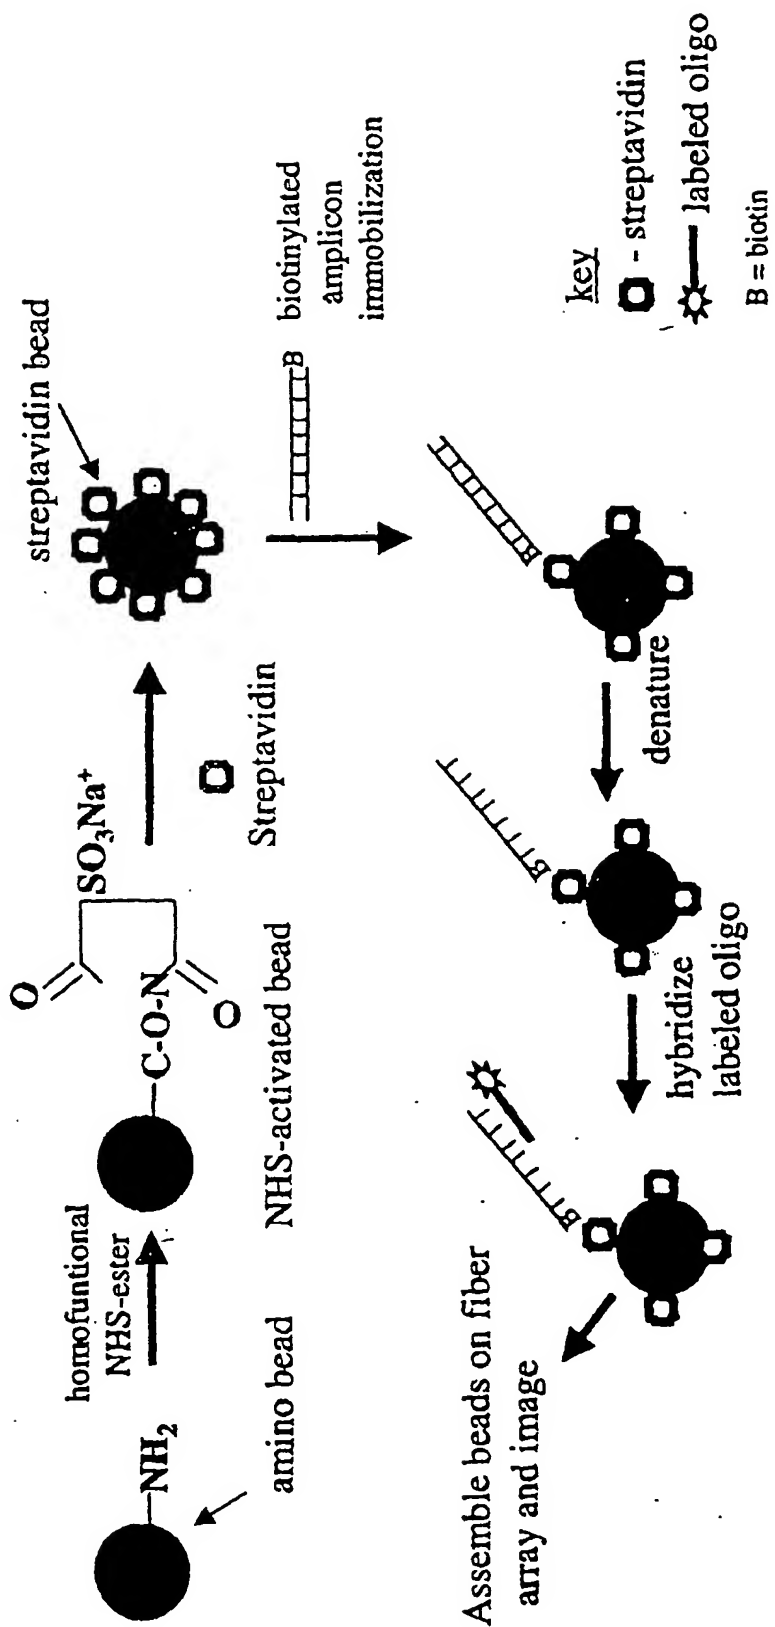 homofuntional
NHS-ester
NH2
amino bead
C-O-N
O
O
SO3Na+
NHS-activated bead
Streptavidin
streptavidin bead
B
biotinylated
amplicon
immobilization
B
denature
B
hybridize
labeled oligo
B
Assemble beads on fiber
array and image
key
- streptavidin
labeled oligo
B = biotin